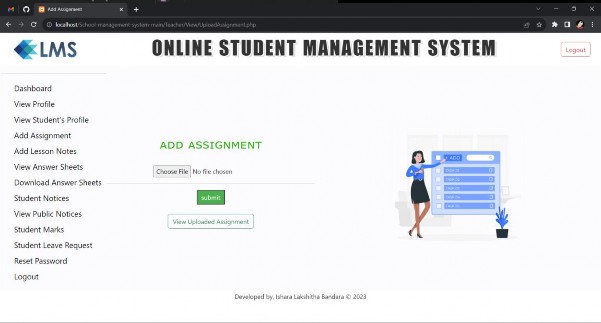 Add Assignment
localhost/School-management-system-main/Teacher/View/UploadAssignment.php
LMS
ONLINE STUDENT MANAGEMENT SYSTEM
Logout
Dashboard
View Profile
View Student's Profile
Add Assignment
Add Lesson Notes
View Answer Sheets
Download Answer Sheets
Student Notices
View Public Notices
Student Marks
Student Leave Request
Reset Password
Logout
ADD ASSIGNMENT
Choose File No file chosen
submit
View Uploaded Assignment
ADD
Developed by, Ishara Lakshitha Bandara © 2023